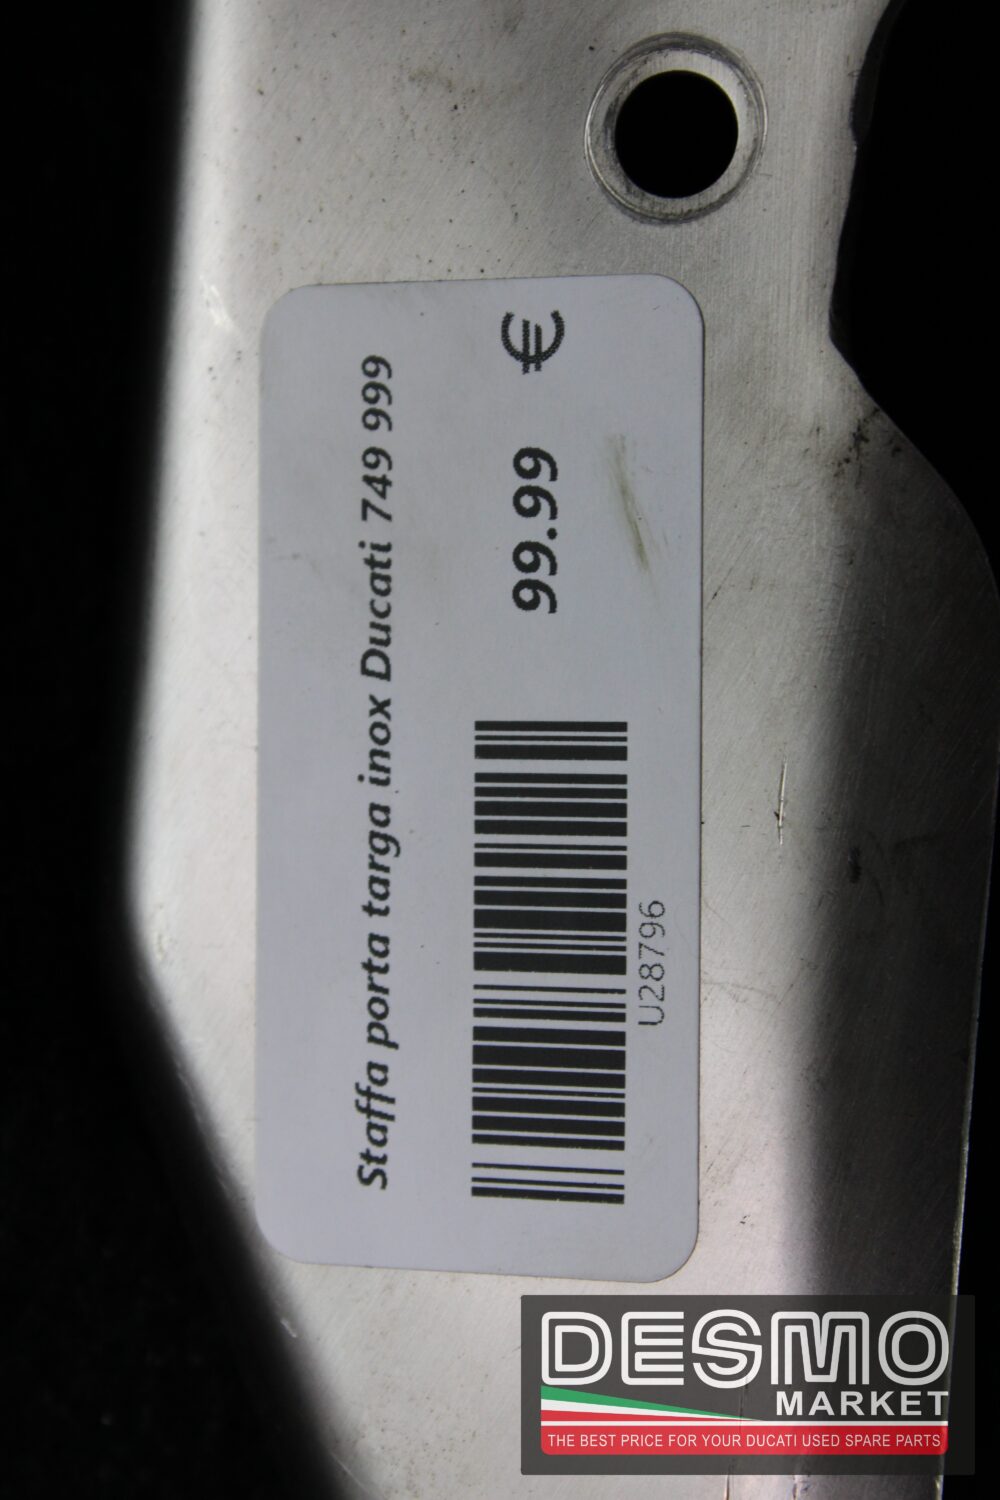 Staffa porta targa inox Ducati 749 999
99.99 €
U28796
DESMO
MARKET
THE BEST PRICE FOR YOUR DUCATI USED SPARE PARTS